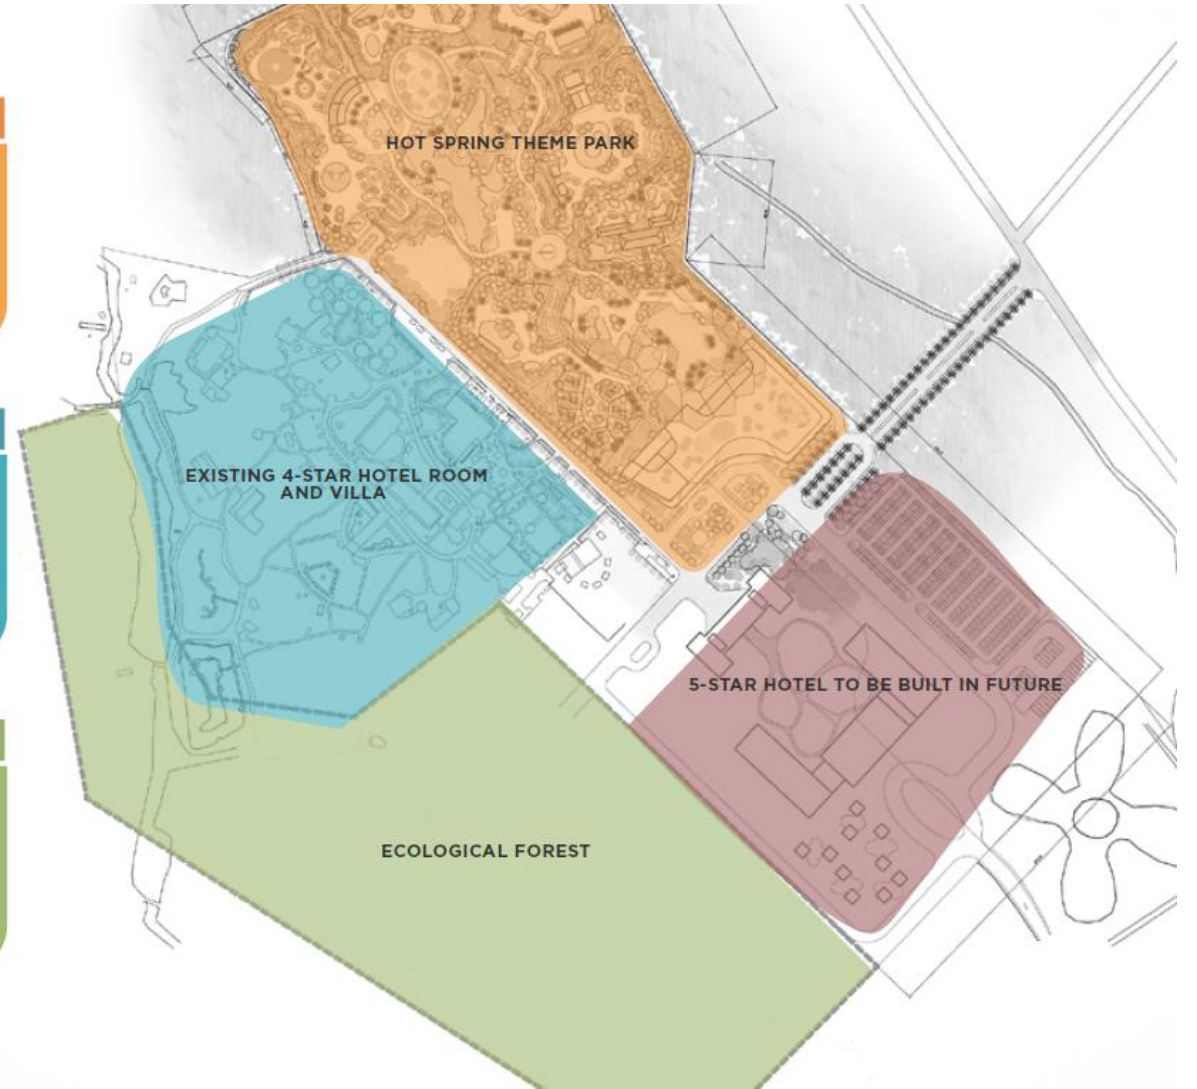 HOT SPRING THEME PARK
EXISTING 4-STAR HOTEL ROOM
AND VILLA
5-STAR HOTEL TO BE BUILT IN FUTURE
ECOLOGICAL FOREST